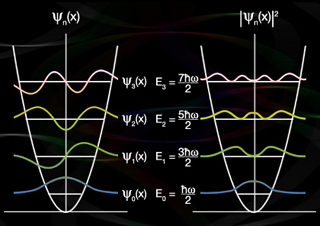 ψn(x) |ψn(x)|²
ψ3(x) E3 = 7ħω/2
ψ2(x) E2 = 5ħω/2
ψ1(x) E1 = 3ħω/2
ψ0(x) E0 = ħω/2